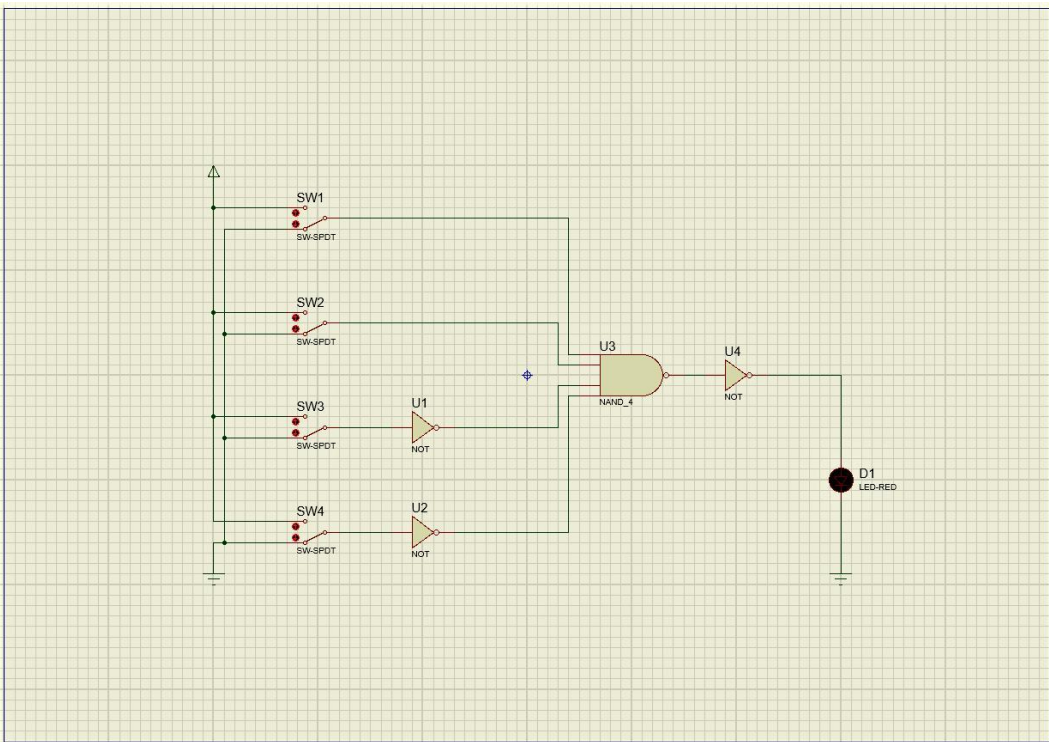 SW1
SW-SPDT
SW2
SW-SPDT
U3
NAND_4
U4
NOT
SW3
SW-SPDT
U1
NOT
D1
LED-RED
SW4
SW-SPDT
U2
NOT